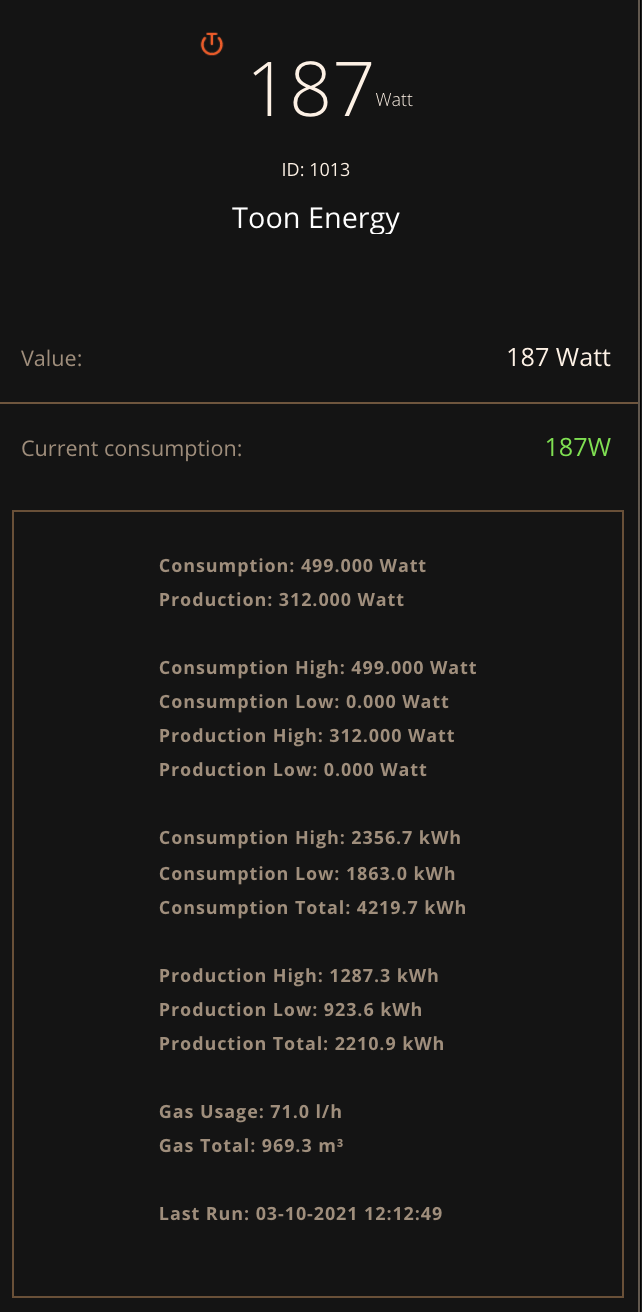 187 Watt
ID: 1013
Toon Energy
Value: 187 Watt
Current consumption: 187W
Consumption: 499.000 Watt
Production: 312.000 Watt
Consumption High: 499.000 Watt
Consumption Low: 0.000 Watt
Production High: 312.000 Watt
Production Low: 0.000 Watt
Consumption High: 2356.7 kWh
Consumption Low: 1863.0 kWh
Consumption Total: 4219.7 kWh
Production High: 1287.3 kWh
Production Low: 923.6 kWh
Production Total: 2210.9 kWh
Gas Usage: 71.0 l/h
Gas Total: 969.3 m³
Last Run: 03-10-2021 12:12:49